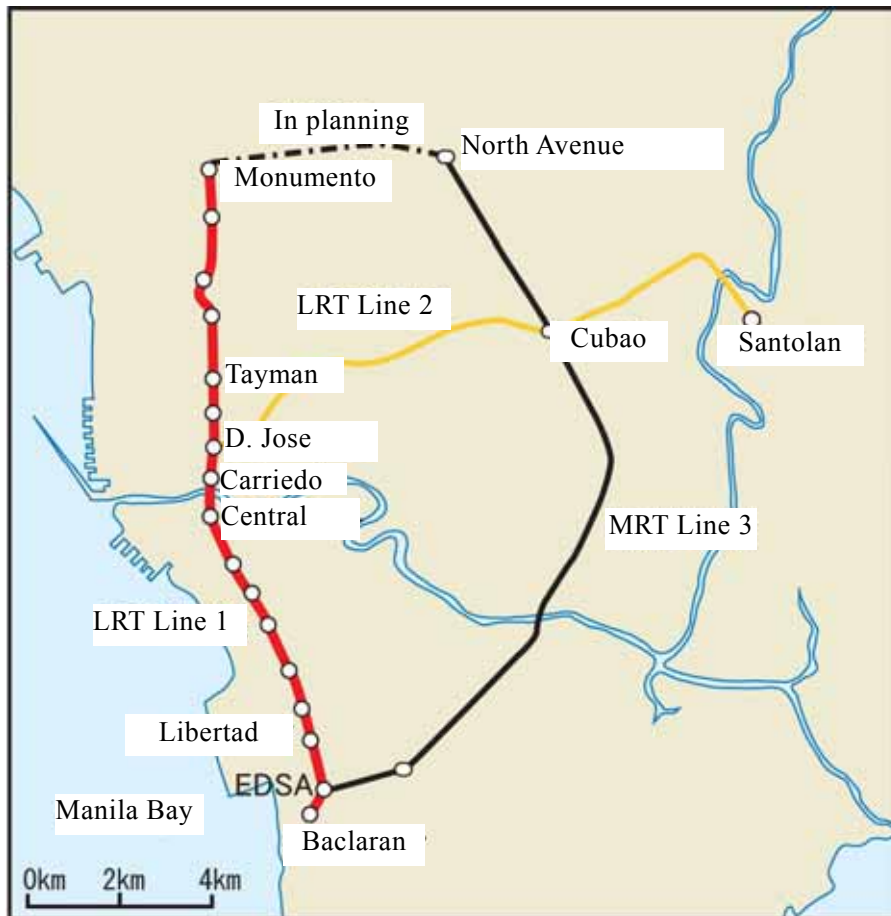 In planning
North Avenue
Monumento
LRT Line 2
Cubao
Santolan
Tayman
D. Jose
Carriedo
Central
MRT Line 3
LRT Line 1
Libertad
EDSA
Manila Bay
Baclaran
0km 2km 4km